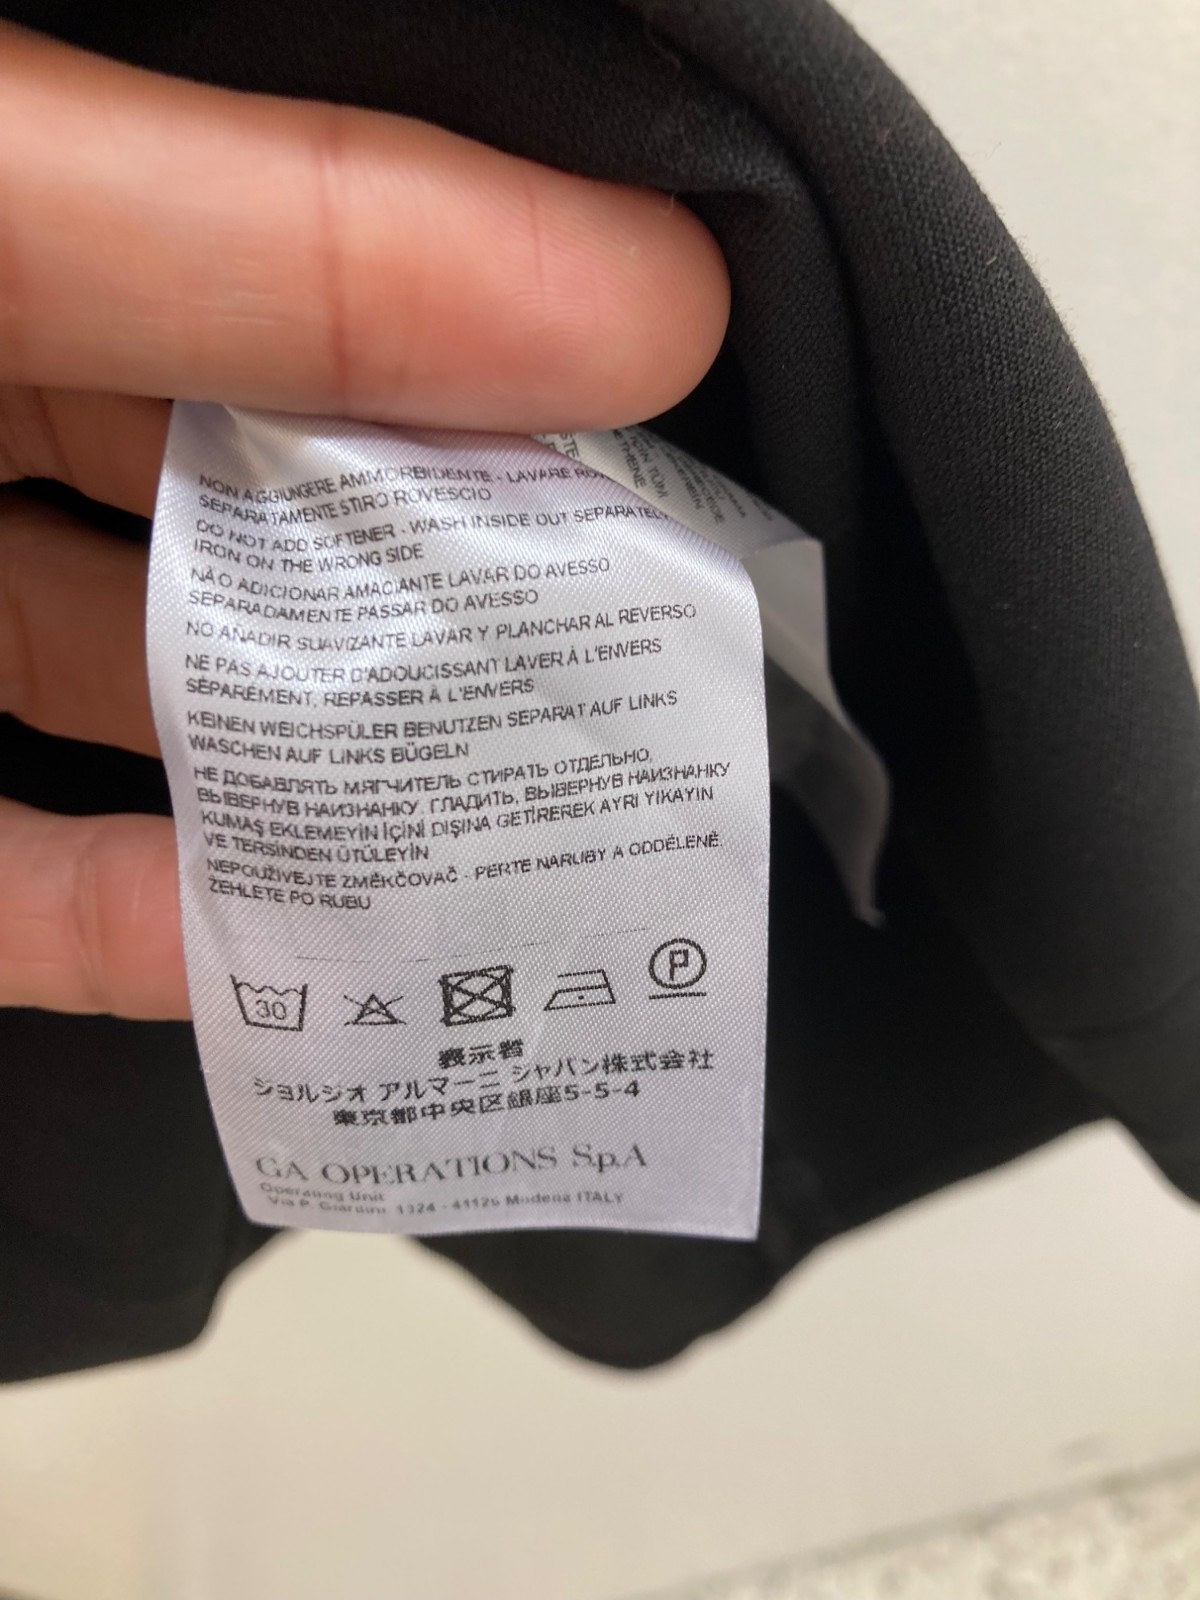 NON AGGIUNGERE AMMORBIDENTE - LAVARE
SEPARATAMENTE STIRO ROVESCIO
DO NOT ADD SOFTENER - WASH INSIDE OUT SEPARATELY
IRON ON THE WRONG SIDE
NÃO ADICIONAR AMACIANTE LAVAR DO AVESSO
SEPARADAMENTE PASSAR DO AVESSO
NO AÑADIR SUAVIZANTE LAVAR Y PLANCHAR AL REVERSO
NE PAS AJOUTER D'ADOUCISSANT LAVER À L'ENVERS
SÉPARÉMENT, REPASSER À L'ENVERS
KEINEN WEICHSPÜLER BENUTZEN SEPARAT AUF LINKS
WASCHEN AUF LINKS BÜGELN
НЕ ДОБАВЛЯТЬ МЯГЧИТЕЛЬ СТИРАТЬ ОТДЕЛЬНО,
ВЫВЕРНУВ НАИЗНАНКУ. ГЛАДИТЬ, ВЫВЕРНУВ НАИЗНАНКУ
KUMAŞ EKLEMEYİN İÇİNİ DIŞINA GETİREREK AYRI YIKAYIN
VE TERSİNDEN ÜTÜLEYİN
NEPOUŽÍVEJTE ZMĚKČOVAČ - PERTE NARUBY A ODDĚLENĚ.
ŽEHLETE PO RUBU
30
P
表示者
ジョルジオ アルマーニ ジャパン株式会社
東京都中央区銀座5-5-4
GA OPERATIONS S.p.A
Operating Unit
Via P. Giardini, 1324 - 41126 Modena ITALY